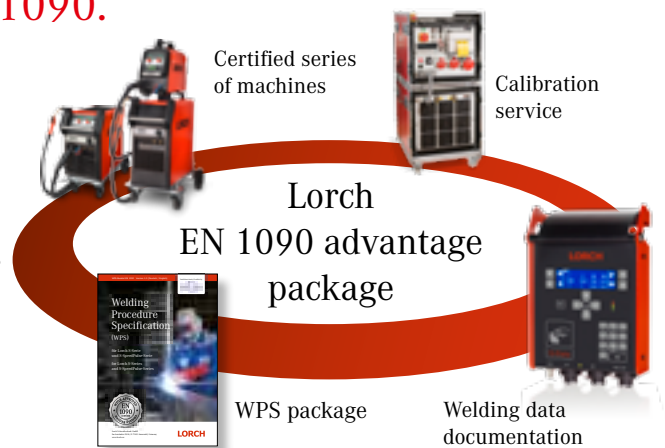 1090.
Certified series
of machines
Calibration
service
Lorch
EN 1090 advantage
package
LORCH
Welding
Procedure
Specification
(WPS)
EN
1090
LORCH
WPS package
Welding data
documentation